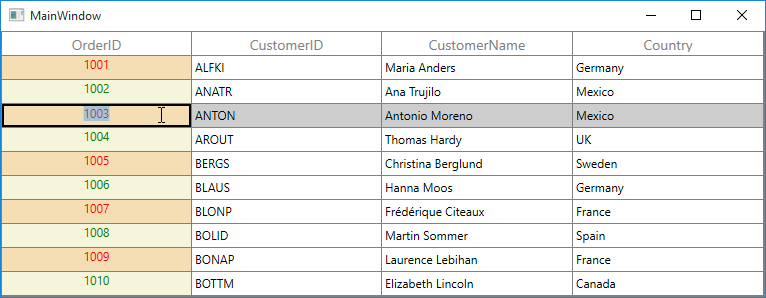 MainWindow
OrderID CustomerID CustomerName Country
1001 ALFKI Maria Anders Germany
1002 ANATR Ana Trujilo Mexico
1003 ANTON Antonio Moreno Mexico
1004 AROUT Thomas Hardy UK
1005 BERGS Christina Berglund Sweden
1006 BLAUS Hanna Moos Germany
1007 BLONP Frédérique Citeaux France
1008 BOLID Martin Sommer Spain
1009 BONAP Laurence Lebihan France
1010 BOTTM Elizabeth Lincoln Canada